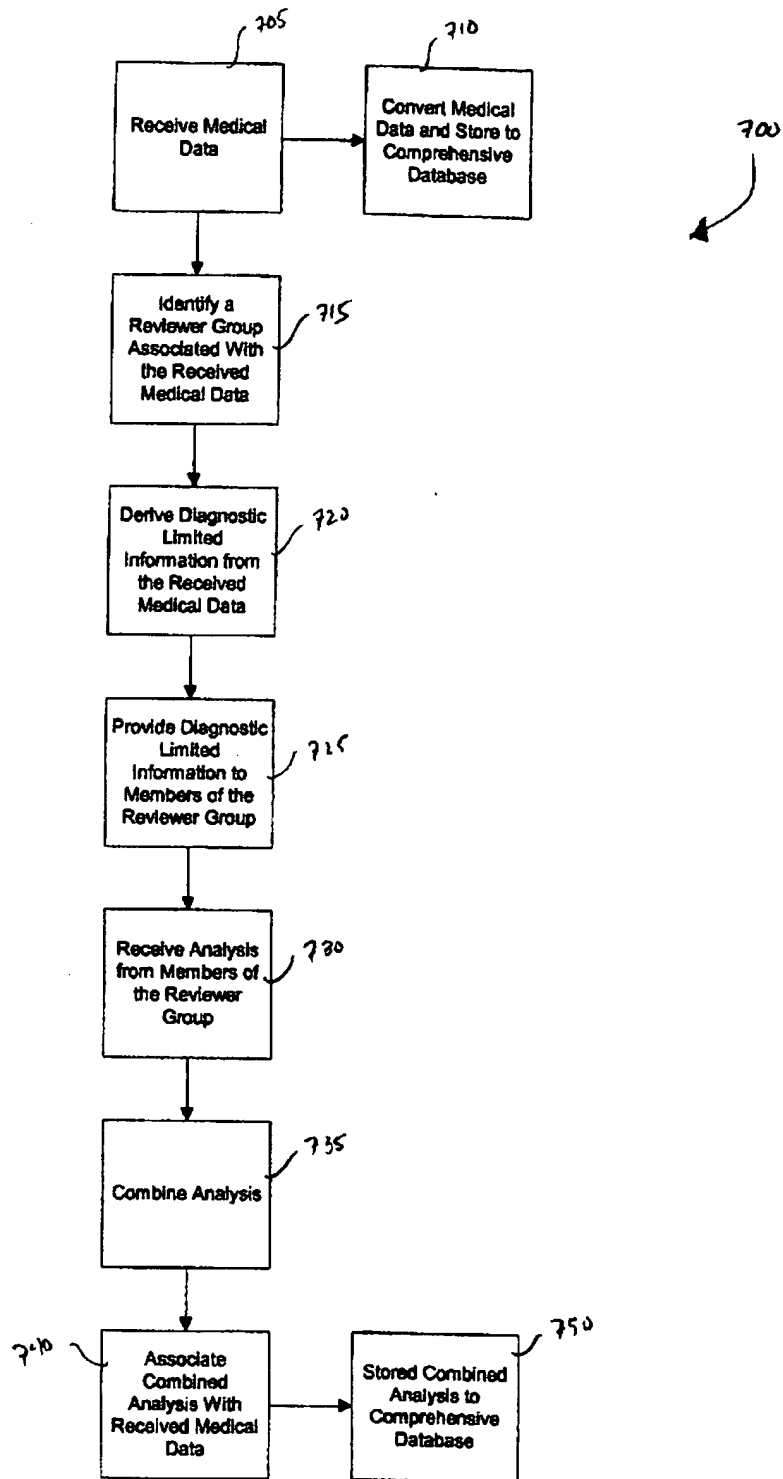 705
710
Receive Medical
Data
Convert Medical
Data and Store to
Comprehensive
Database
700
Identify a
Reviewer Group
Associated With
the Received
Medical Data
715
Derive Diagnostic
Limited
Information from
the Received
Medical Data
720
Provide Diagnostic
Limited
Information to
Members of the
Reviewer Group
725
Receive Analysis
from Members of
the Reviewer
Group
730
Combine Analysis
735
740
Associate
Combined
Analysis With
Received Medical
Data
750
Stored Combined
Analysis to
Comprehensive
Database